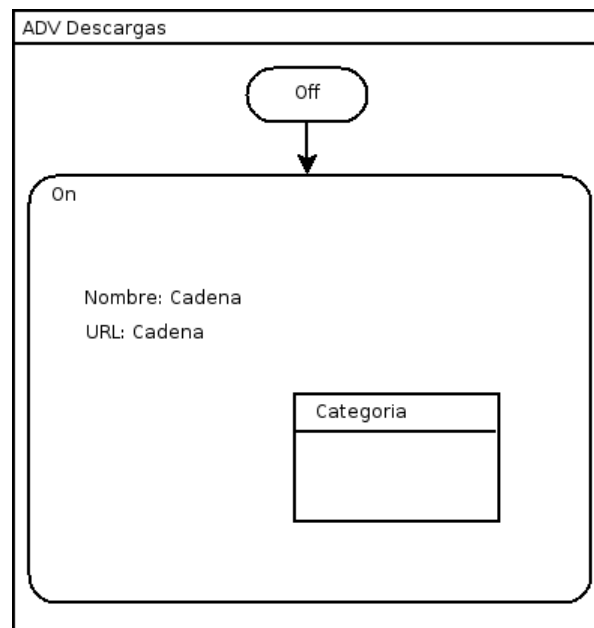 ADV Descargas
Off
On
Nombre: Cadena
URL: Cadena
Categoria